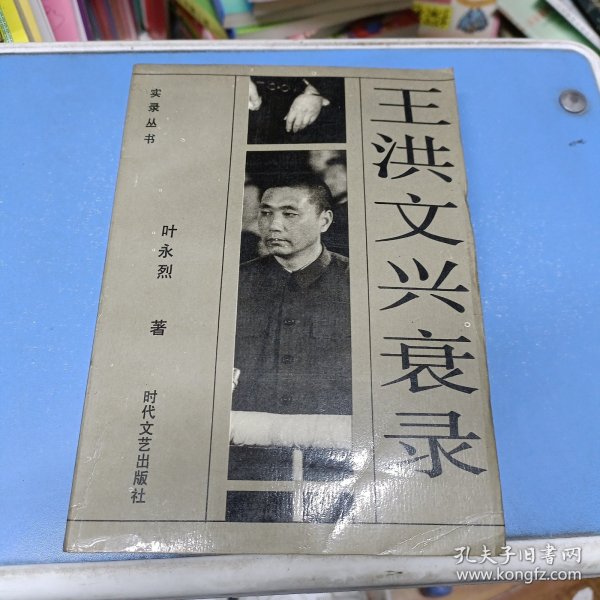 王洪文兴衰录
实录丛书
叶永烈 著
时代文艺出版社
孔夫子旧书网
www.kongfz.com